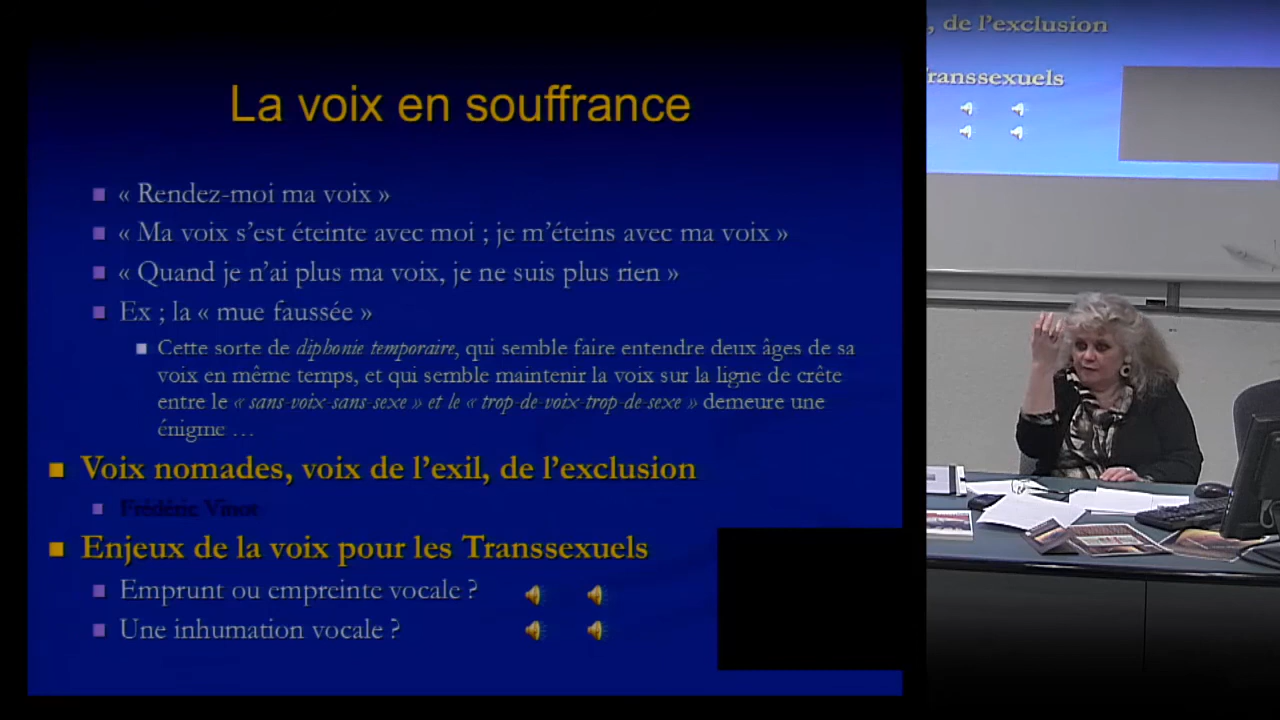 La voix en souffrance
« Rendez-moi ma voix »
« Ma voix s'est éteinte avec moi ; je m'éteins avec ma voix »
« Quand je n'ai plus ma voix, je ne suis plus rien »
Ex ; la « mue faussée »
Cette sorte de diphonie temporaire, qui semble faire entendre deux âges de sa
voix en même temps, et qui semble maintenir la voix sur la ligne de crête
entre le « sans-voix-sans-sexe » et le « trop-de-voix-trop-de-sexe » demeure une
énigme …
Voix nomades, voix de l'exil, de l'exclusion
Frédéric Vinot
Enjeux de la voix pour les Transsexuels
Emprunt ou empreinte vocale ?
Une inhumation vocale ?
, de l'exclusion
Transsexuels